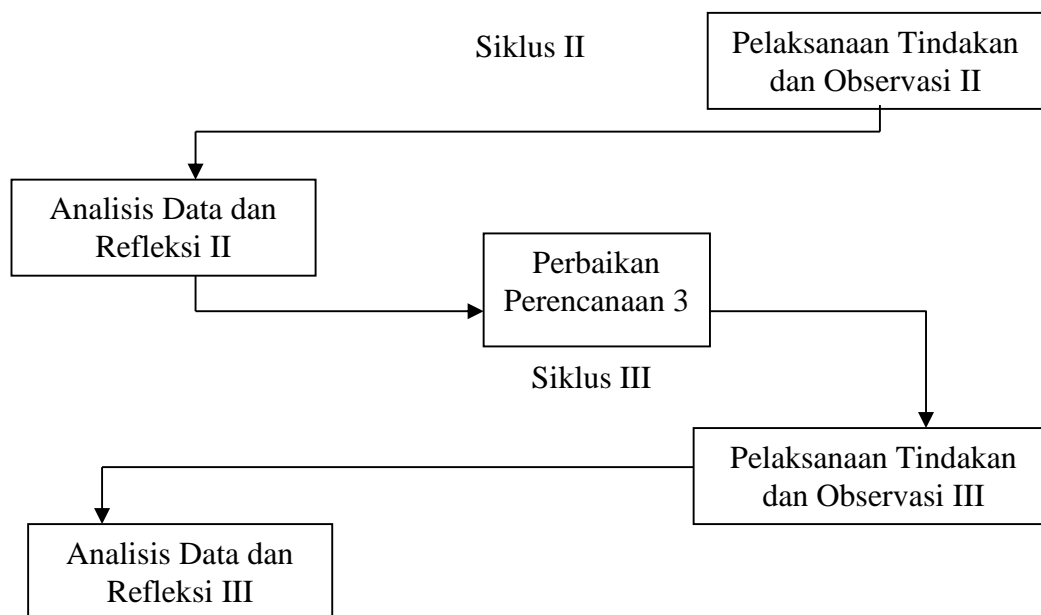 Siklus II
Pelaksanaan Tindakan
dan Observasi II
Analisis Data dan
Refleksi II
Perbaikan
Perencanaan 3
Siklus III
Pelaksanaan Tindakan
dan Observasi III
Analisis Data dan
Refleksi III